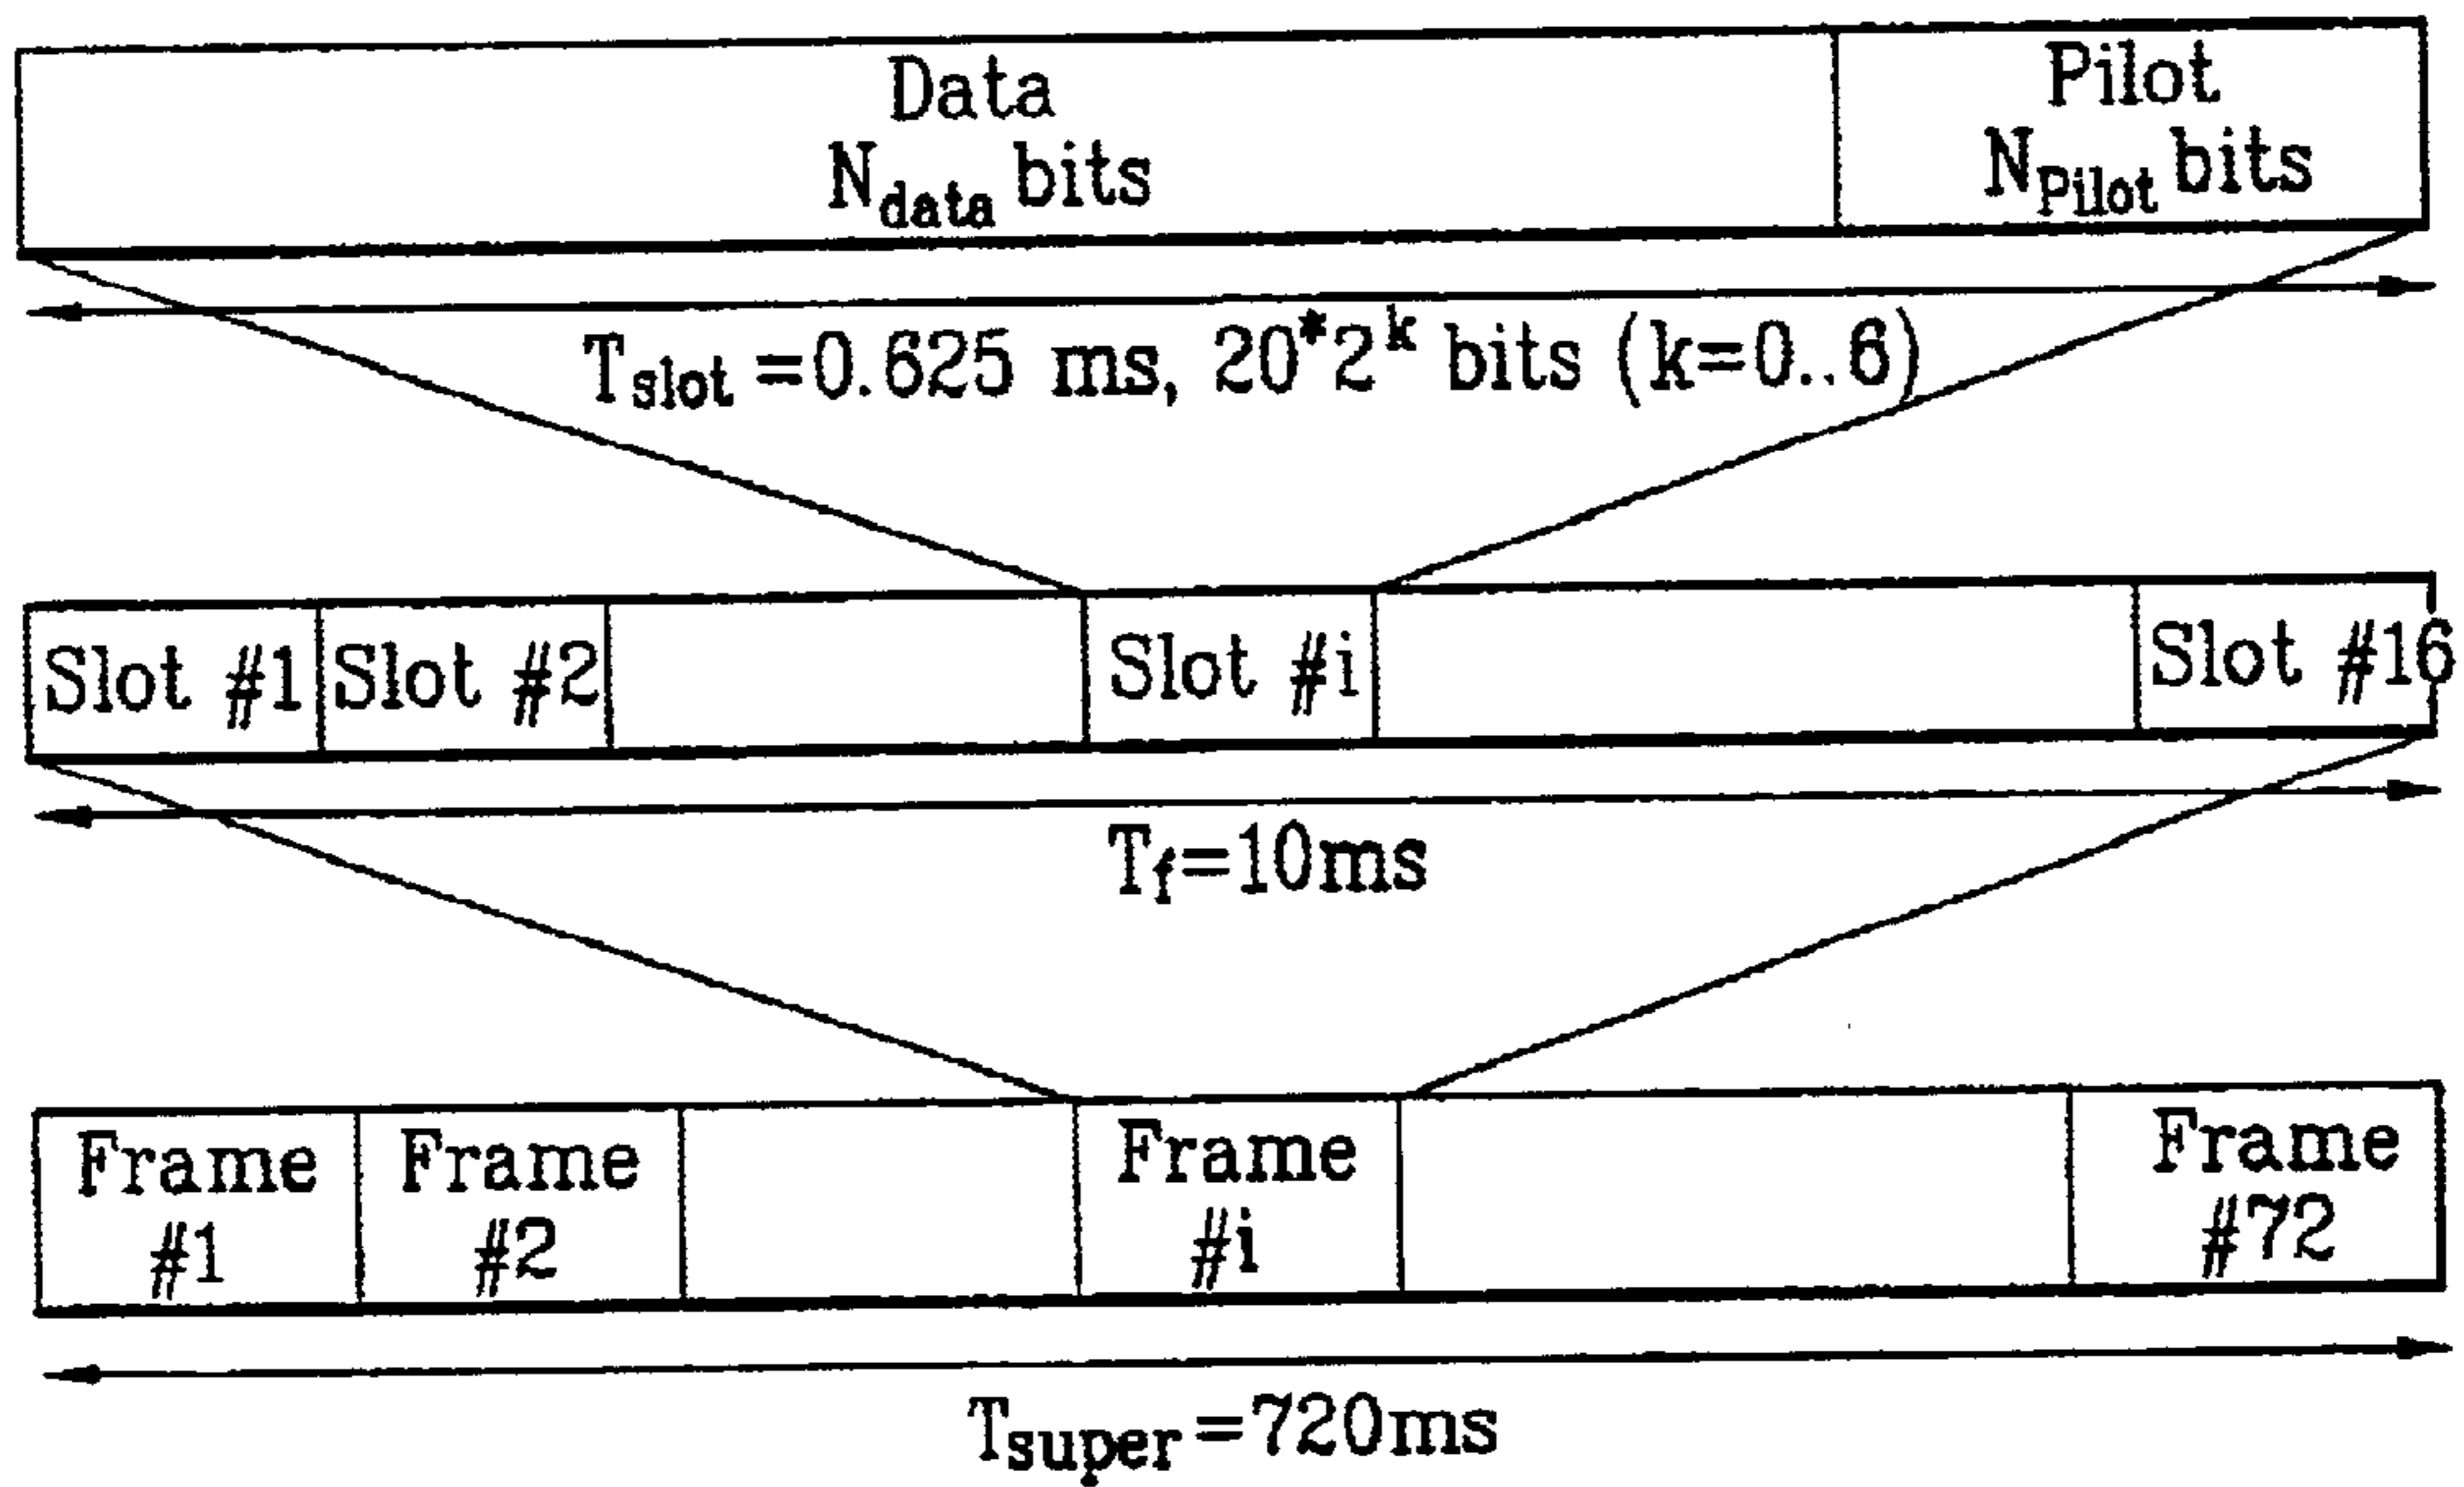 Data Pilot
N_data bits N_Pilot bits
T_slot =0.625 ms, 20*2^k bits (k=0..6)
Slot #1 Slot #2 Slot #i Slot #16
T_f=10ms
Frame Frame Frame Frame
#1 #2 #i #72
T_super=720ms